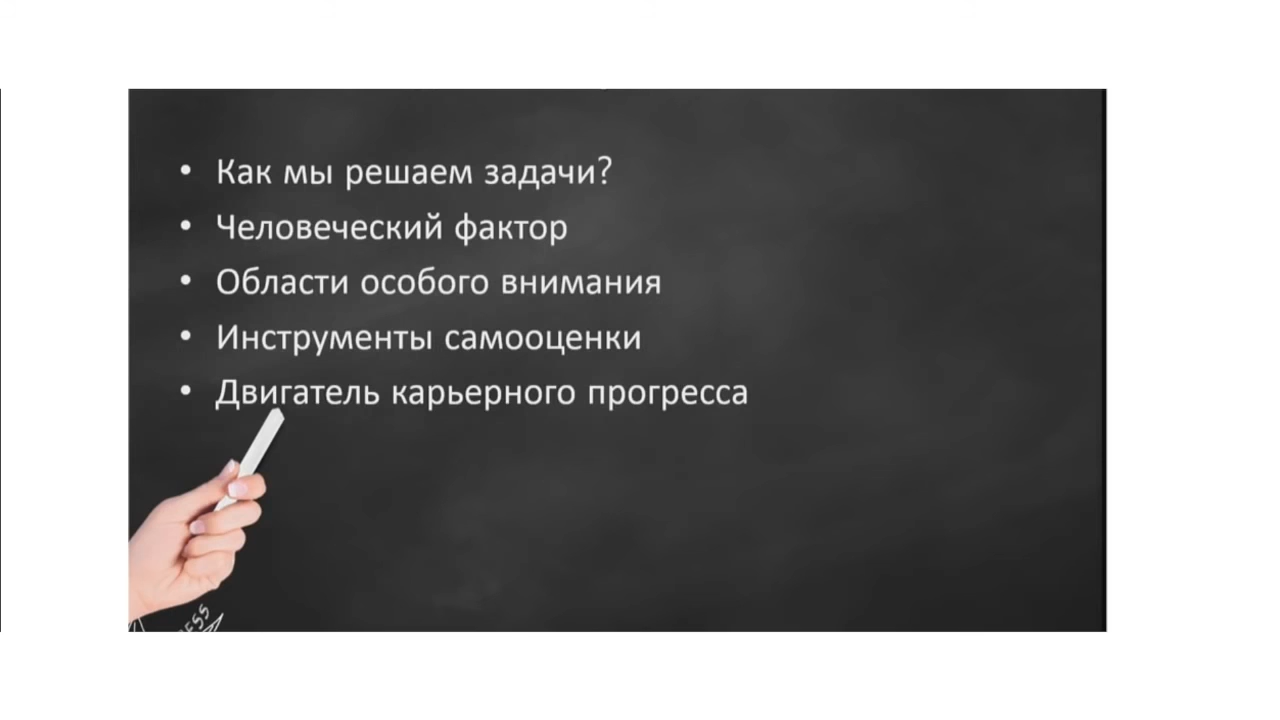 • Как мы решаем задачи?
• Человеческий фактор
• Области особого внимания
• Инструменты самооценки
• Двигатель карьерного прогресса